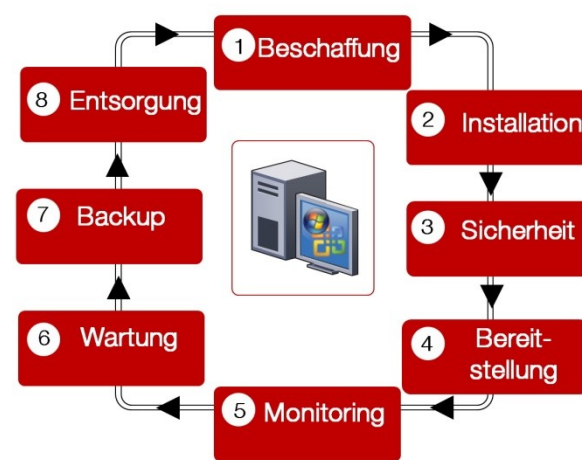 1 Beschaffung
2 Installation
3 Sicherheit
4 Bereit-
stellung
5 Monitoring
6 Wartung
7 Backup
8 Entsorgung